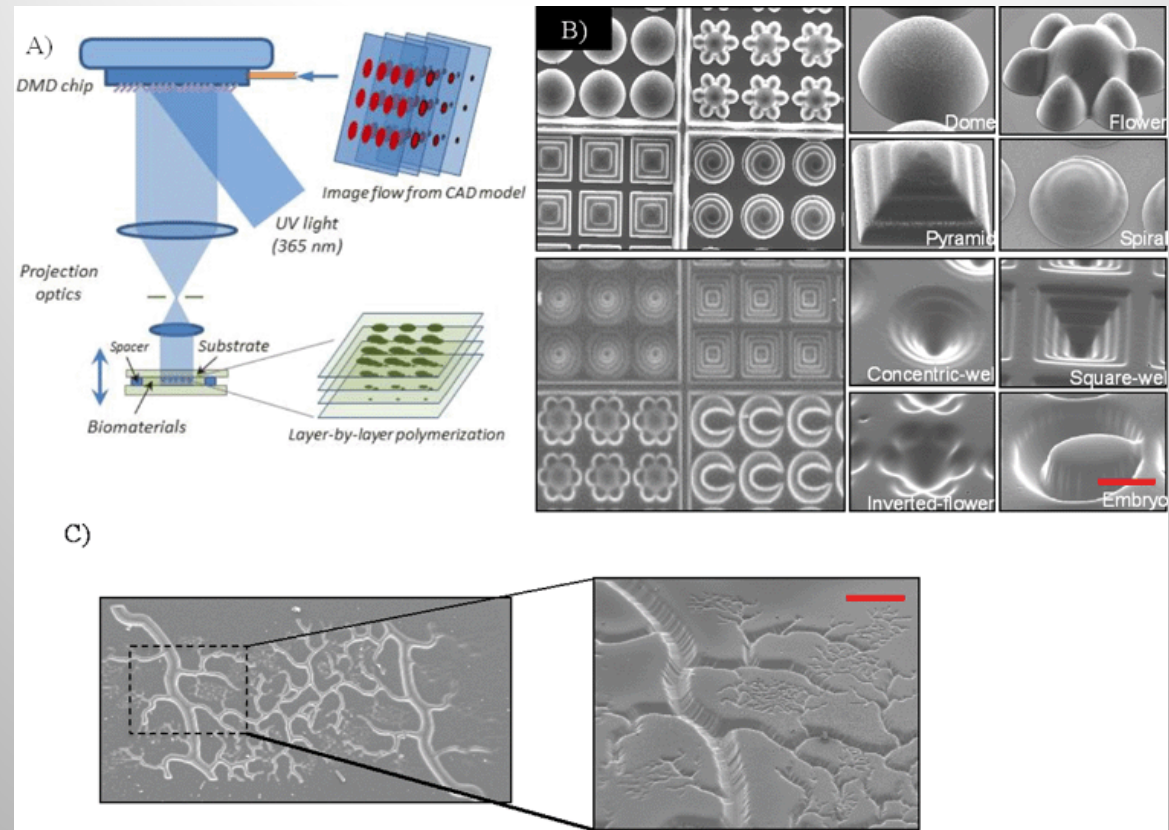 A)
DMD chip
Image flow from CAD model
UV light
(365 nm)
Projection
optics
Spacer
Substrate
Biomaterials
Layer-by-layer polymerization
B)
Dome
Flower
Pyramid
Spiral
Concentric-wel
Square-wel
Inverted-flower
Embryo
C)